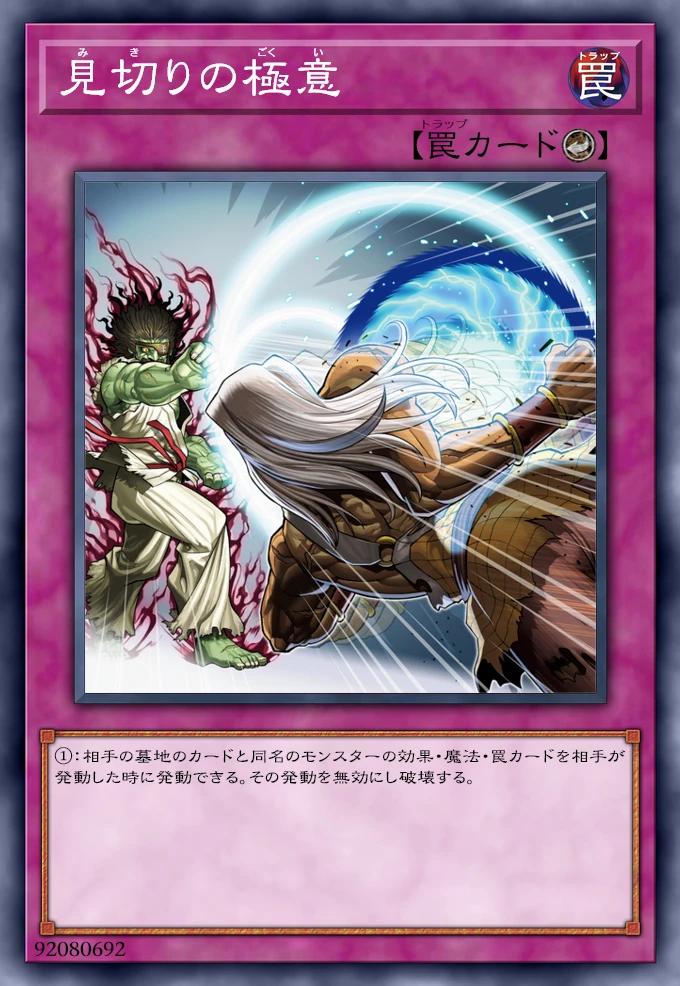 見切りの極意
みき ごくい
罠
トラップ
【罠カード】
トラップ
①:相手の墓地のカードと同名のモンスターの効果・魔法・罠カードを相手が
発動した時に発動できる。その発動を無効にし破壊する。
92080692